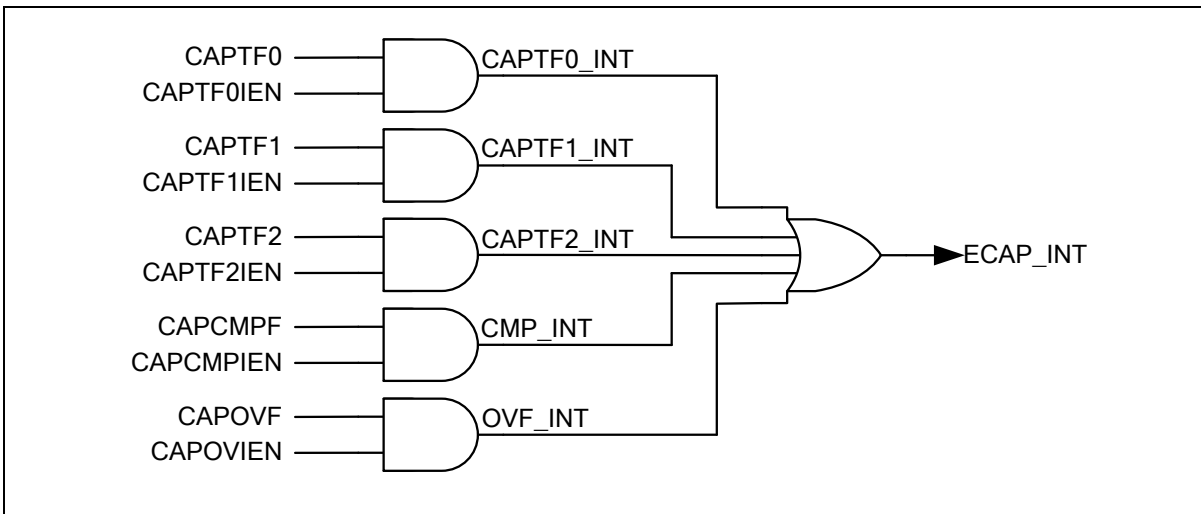 CAPTF0
CAPTF0_INT
CAPTF0IEN
CAPTF1
CAPTF1_INT
CAPTF1IEN
CAPTF2
CAPTF2_INT
ECAP_INT
CAPTF2IEN
CAPCMPF
CMP_INT
CAPCMPIEN
CAPOVF
OVF_INT
CAPOVIEN